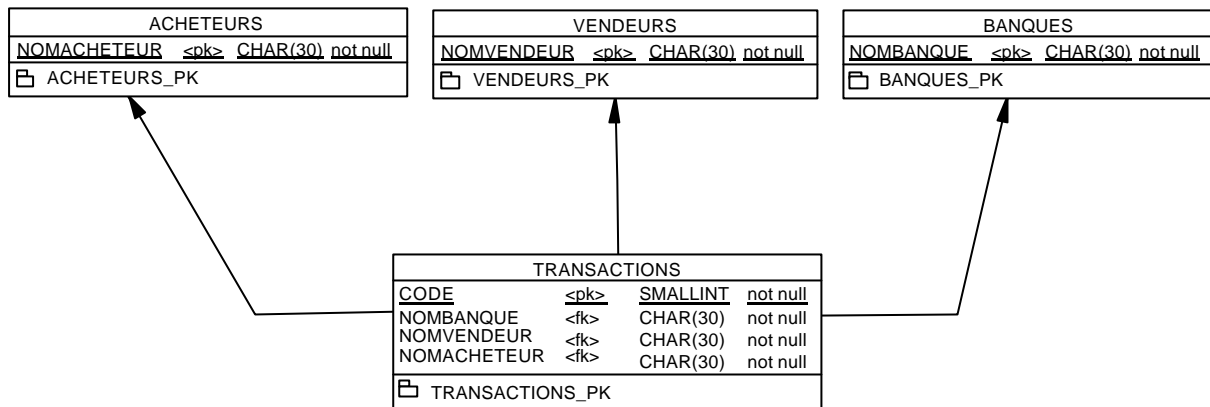 ACHETEURS
NOMACHETEUR <pk> CHAR(30) not null
ACHETEURS_PK
VENDEURS
NOMVENDEUR <pk> CHAR(30) not null
VENDEURS_PK
BANQUES
NOMBANQUE <pk> CHAR(30) not null
BANQUES_PK
TRANSACTIONS
CODE <pk> SMALLINT not null
NOMBANQUE <fk> CHAR(30) not null
NOMVENDEUR <fk> CHAR(30) not null
NOMACHETEUR <fk> CHAR(30) not null
TRANSACTIONS_PK